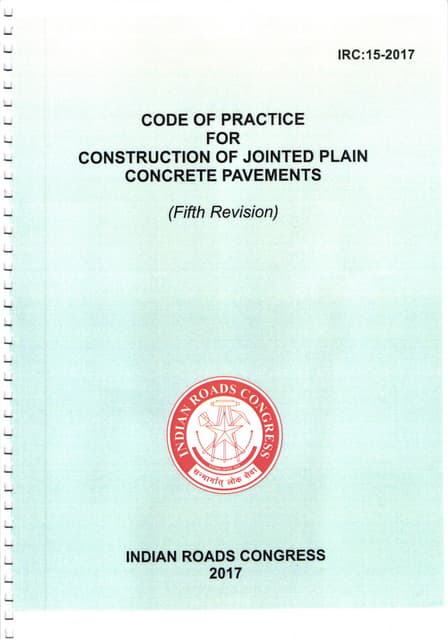 IRC:15-2017
CODE OF PRACTICE
FOR
CONSTRUCTION OF JOINTED PLAIN
CONCRETE PAVEMENTS
(Fifth Revision)
INDIAN ROADS CONGRESS
सन्मार्गात् लोक सेवा
INDIAN ROADS CONGRESS
2017